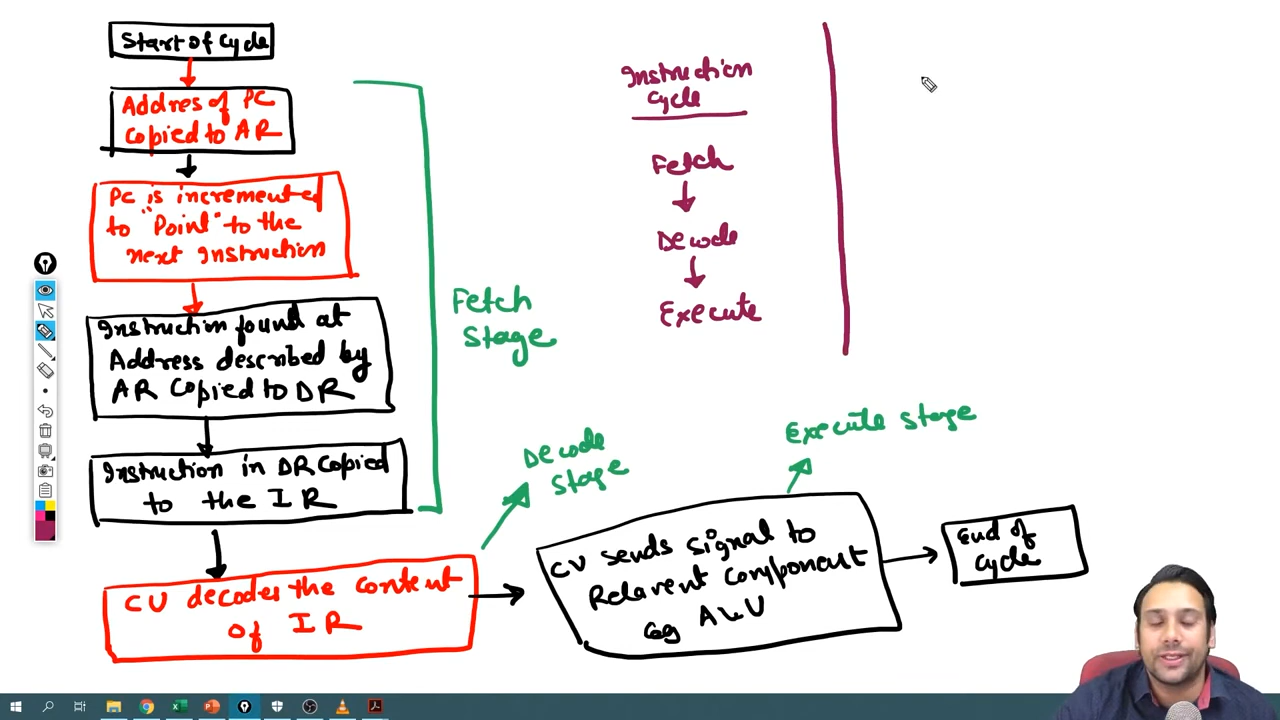 Start of Cycle
Addres of PC
Copied to AR
PC is incremented
to "Point" to the
next Instruction
Instruction found at
Address described by
AR Copied to DR
Instruction in DR Copied
to the IR
CU decodes the content
of IR
Fetch
Stage
Decode
Stage
CU sends signal to
Relavent component
eg ALU
Execute Stage
End of
Cycle
Instruction
Cycle
Fetch
Decode
Execute